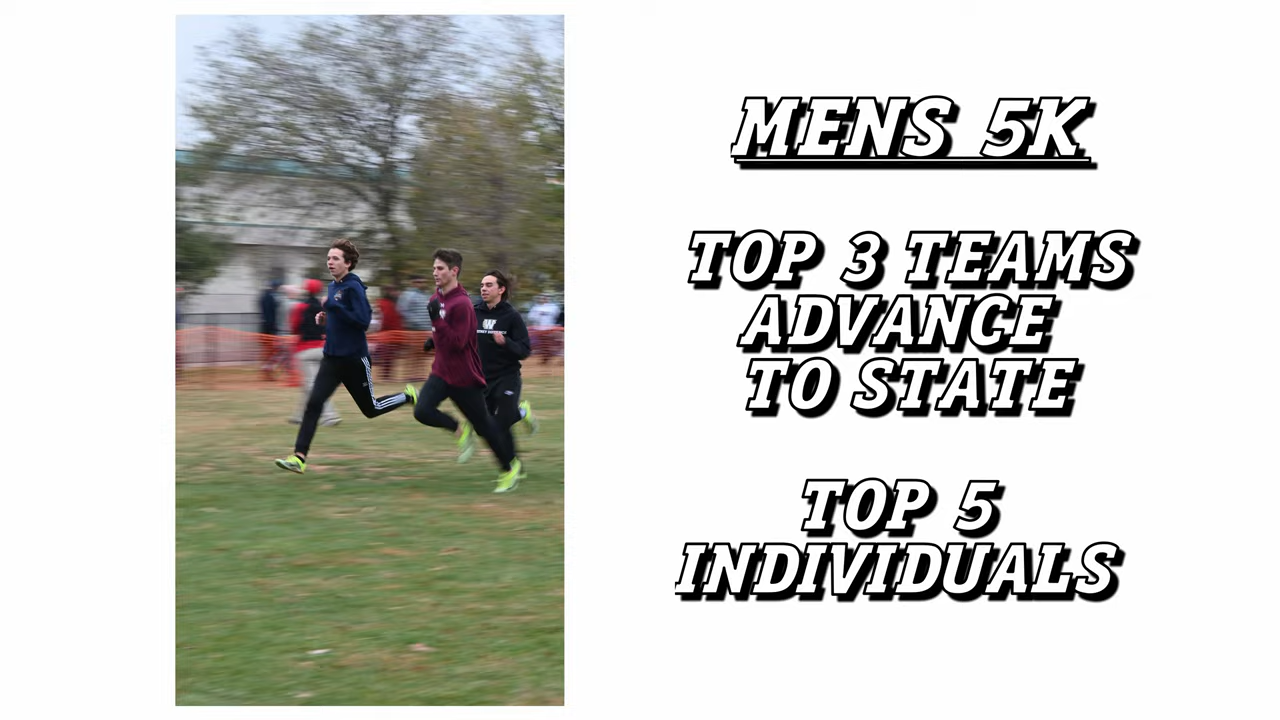 MENS 5K
TOP 3 TEAMS
ADVANCE
TO STATE
TOP 5
INDIVIDUALS
W